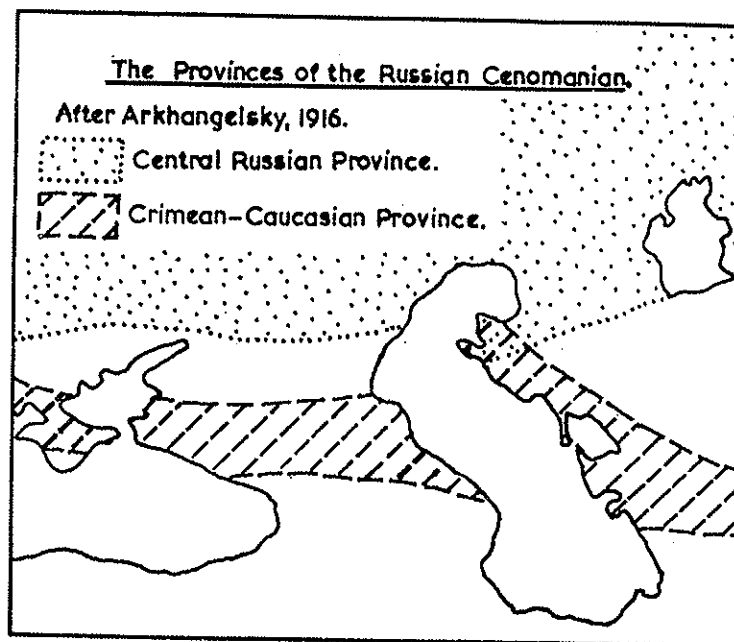 The Provinces of the Russian Cenomanian.
After Arkhangelsky, 1916.
Central Russian Province.
Crimean-Caucasian Province.